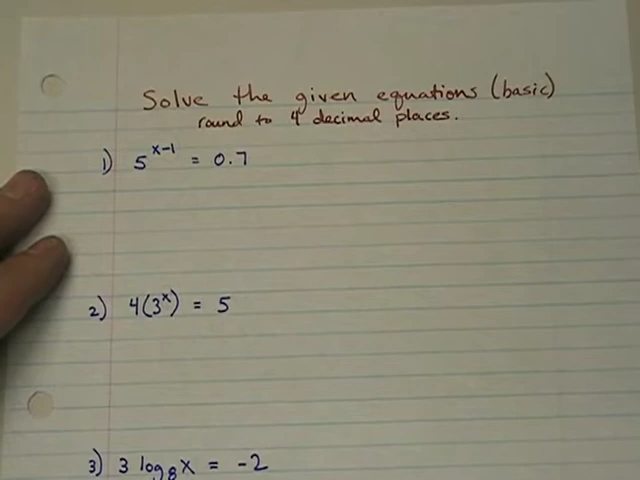 Solve the given equations (basic)
round to 4 decimal places.
1) 5^(x-1) = 0.7
2) 4(3^x) = 5
3) 3 log₈x = -2